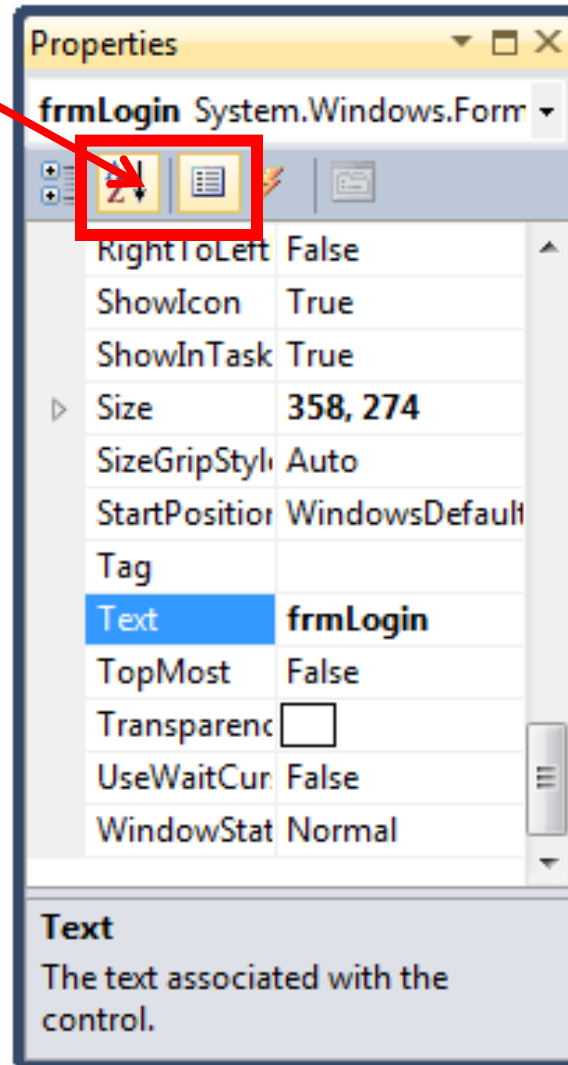 Properties
frmLogin System.Windows.Form
RightToLeft False
ShowIcon True
ShowInTask True
Size 358, 274
SizeGripStyl Auto
StartPosition WindowsDefault
Tag
Text frmLogin
TopMost False
Transparenc
UseWaitCur False
WindowStat Normal
Text
The text associated with the
control.